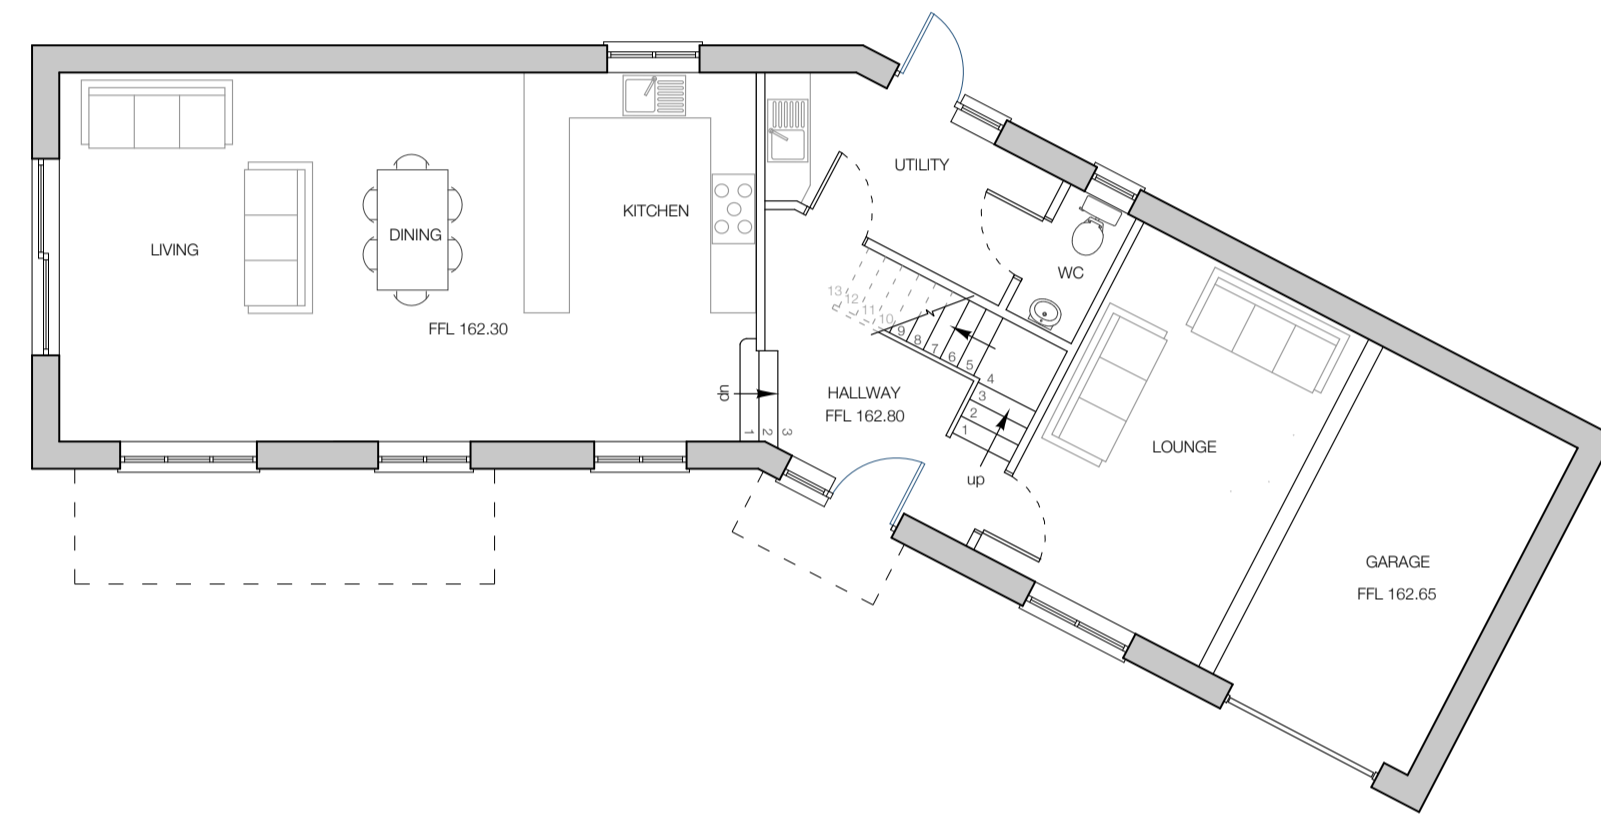 UTILITY
KITCHEN
LIVING
DINING
WC
FFL 162.30
13
12
11
10
9
8
7
6
5
4
3
2
1
HALLWAY
FFL 162.80
dn
1
2
3
up
LOUNGE
GARAGE
FFL 162.65